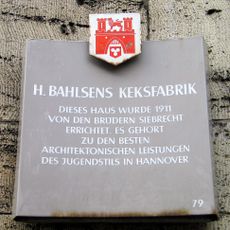 H. BAHLSENS KEKSFABRIK
DIESES HAUS WURDE 1911
VON DEN BRÜDERN SIEBRECHT
ERRICHTET. ES GEHÖRT
ZU DEN BESTEN
ARCHITEKTONISCHEN LEISTUNGEN
DES JUGENDSTILS IN HANNOVER
79